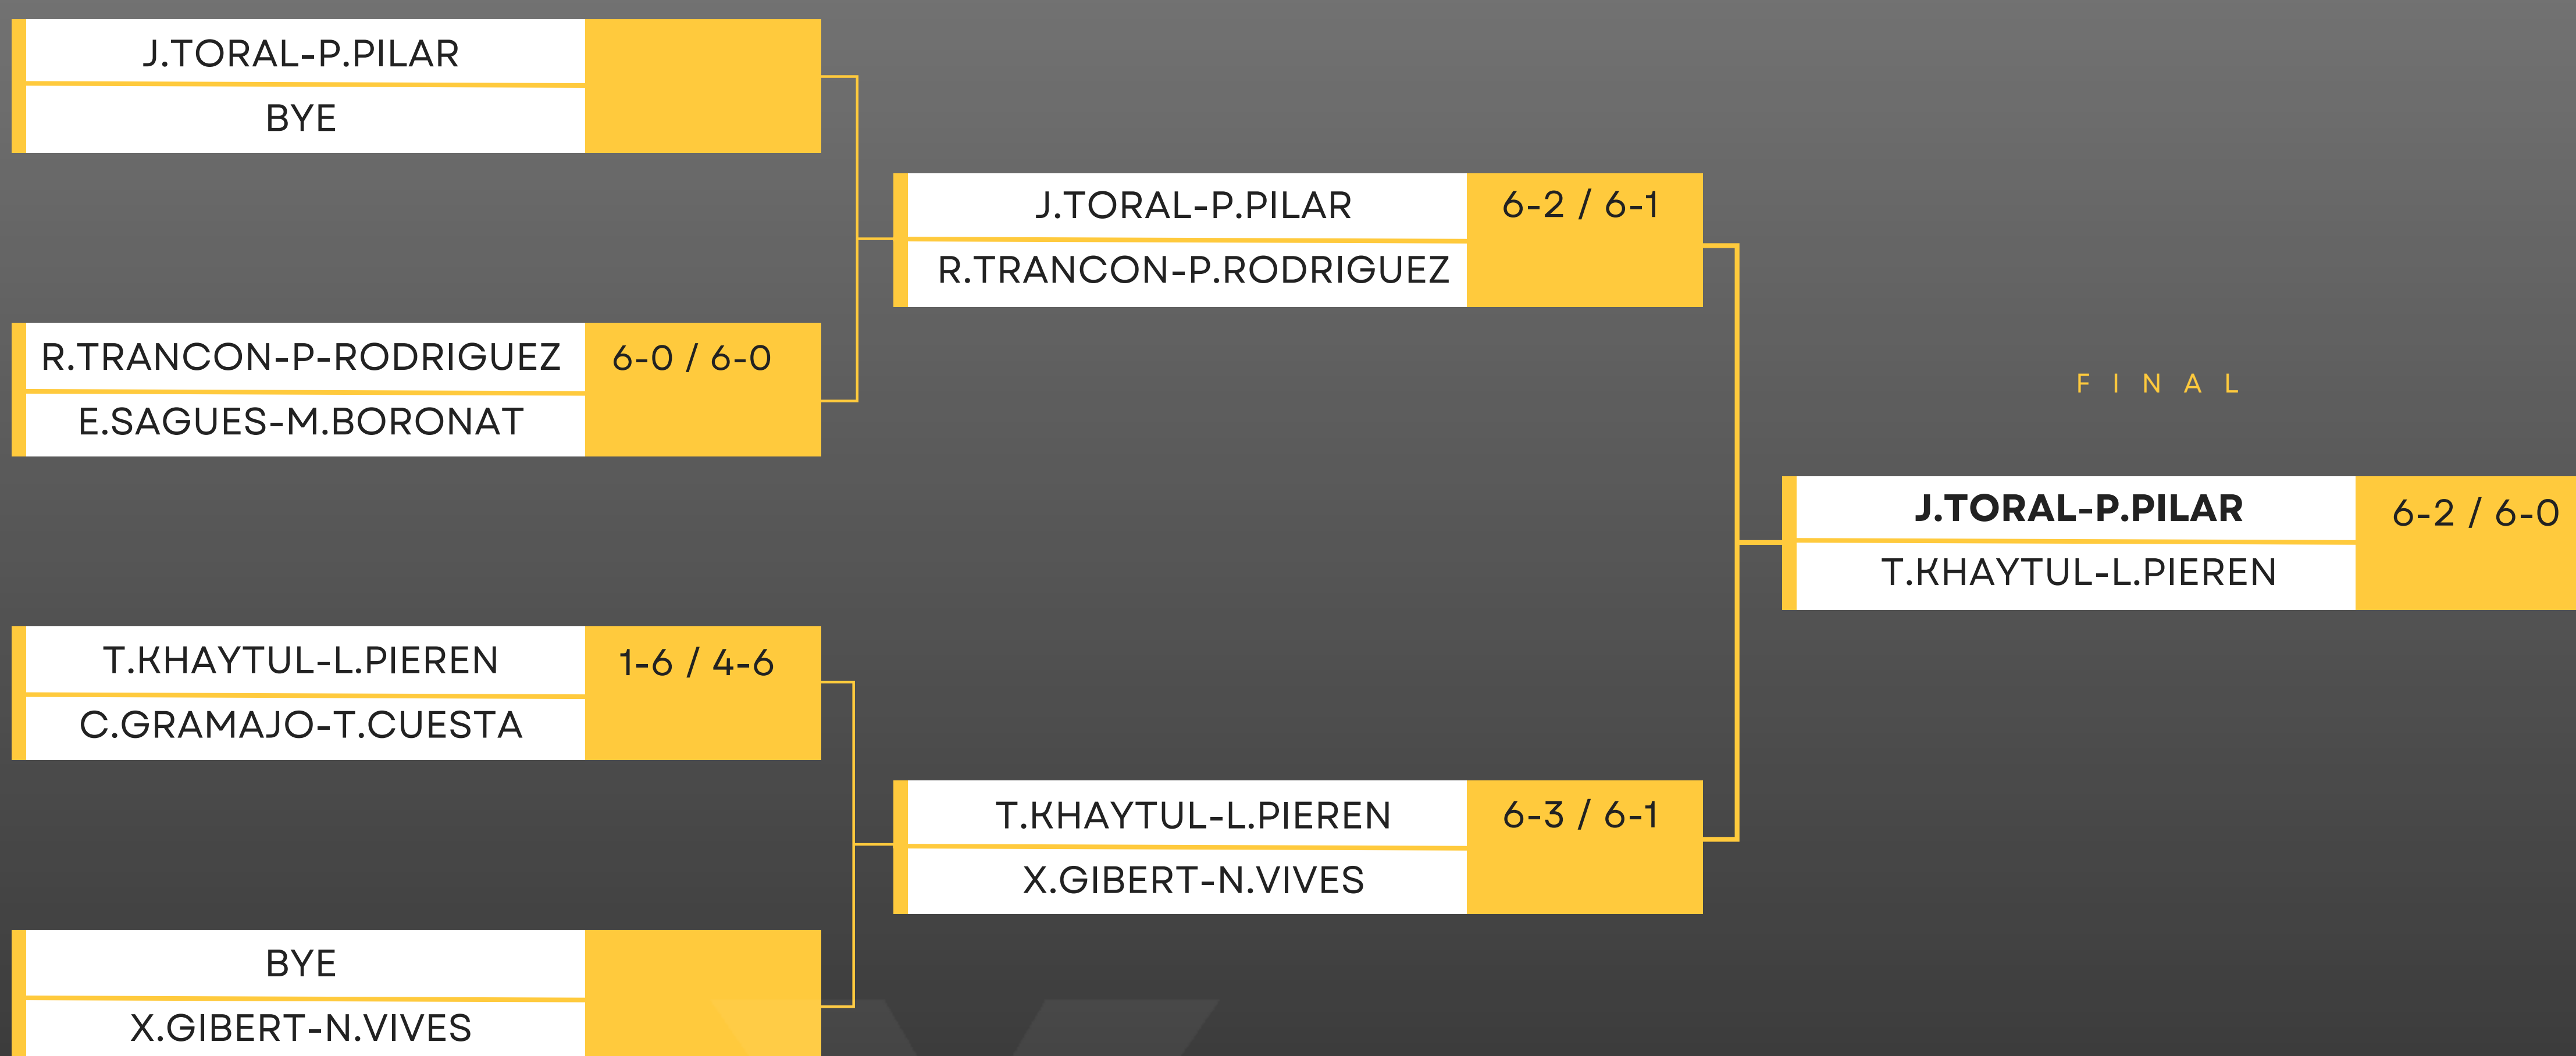 J.TORAL-P.PILAR
BYE
R.TRANCON-P-RODRIGUEZ 6-0 / 6-0
E.SAGUES-M.BORONAT
T.KHAYTUL-L.PIEREN 1-6 / 4-6
C.GRAMAJO-T.CUESTA
BYE
X.GIBERT-N.VIVES
J.TORAL-P.PILAR 6-2 / 6-1
R.TRANCON-P.RODRIGUEZ
T.KHAYTUL-L.PIEREN 6-3 / 6-1
X.GIBERT-N.VIVES
FINAL
J.TORAL-P.PILAR 6-2 / 6-0
T.KHAYTUL-L.PIEREN